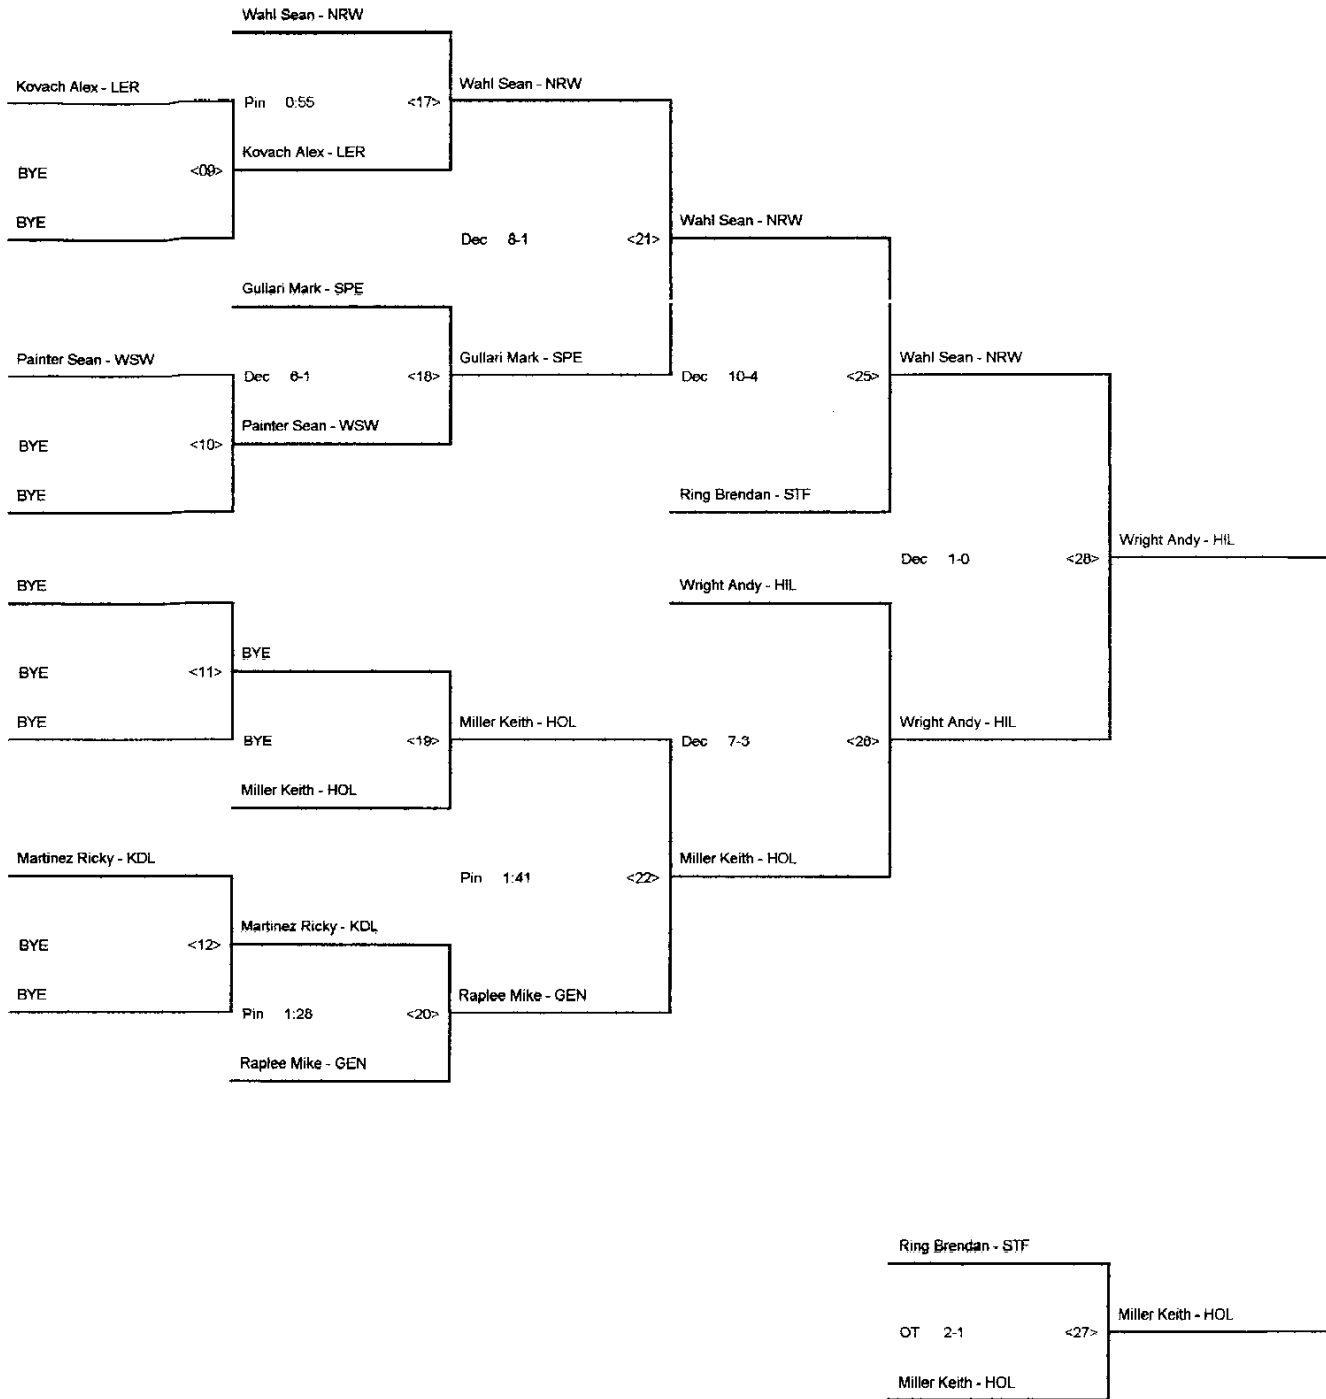 Wahl Sean - NRW
Kovach Alex - LER
Wahl Sean - NRW
Pin 0:55 <17>
Kovach Alex - LER
BYE <09>
BYE
Wahl Sean - NRW
Dec 8-1 <21>
Gullari Mark - SPE
Painter Sean - WSW
Gullari Mark - SPE
Wahl Sean - NRW
Dec 6-1 <18>
Dec 10-4 <25>
Painter Sean - WSW
BYE <10>
BYE
Ring Brendan - STF
Wright Andy - HIL
Dec 1-0 <28>
BYE
Wright Andy - HIL
BYE
BYE <11>
BYE
Miller Keith - HOL
Wright Andy - HIL
BYE <19>
Dec 7-3 <26>
Miller Keith - HOL
Martinez Ricky - KDL
Miller Keith - HOL
Pin 1:41 <22>
Martinez Ricky - KDL
BYE <12>
BYE
Raplee Mike - GEN
Pin 1:28 <20>
Raplee Mike - GEN
Ring Brendan - STF
Miller Keith - HOL
OT 2-1 <27>
Miller Keith - HOL